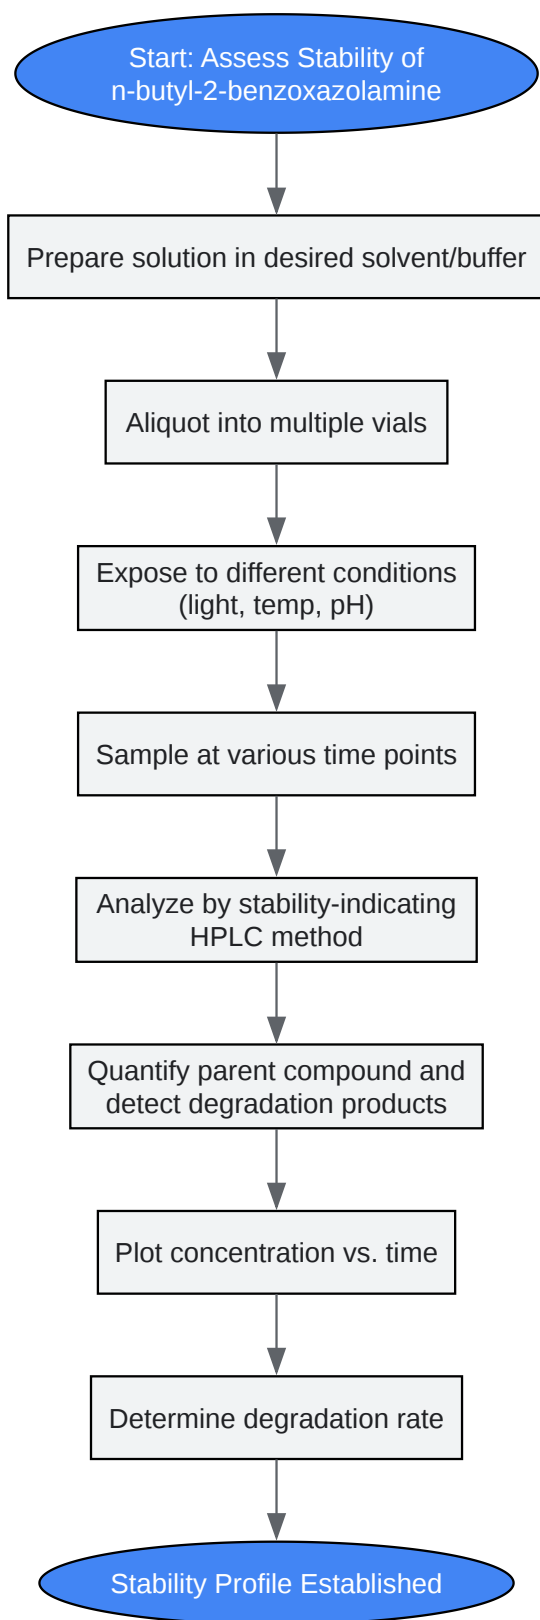 Start: Assess Stability of
n-butyl-2-benzoxazolamine
Prepare solution in desired solvent/buffer
Aliquot into multiple vials
Expose to different conditions
(light, temp, pH)
Sample at various time points
Analyze by stability-indicating
HPLC method
Quantify parent compound and
detect degradation products
Plot concentration vs. time
Determine degradation rate
Stability Profile Established